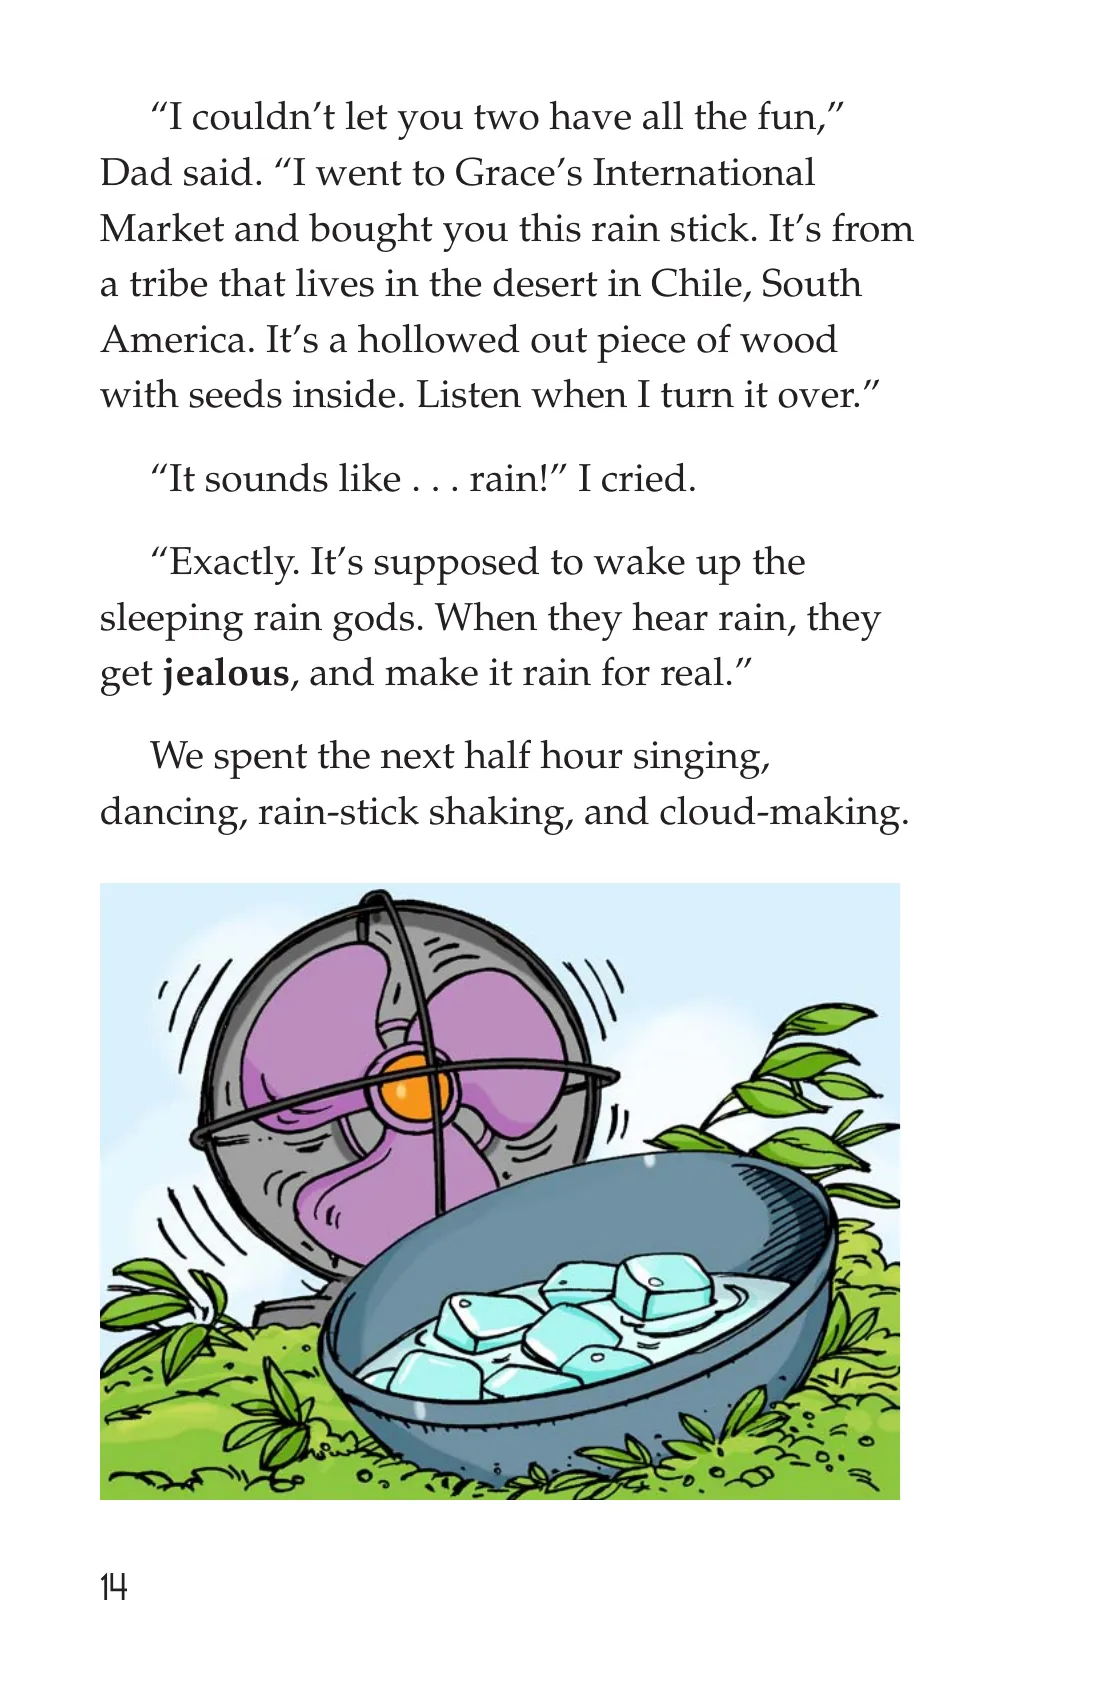 “I couldn’t let you two have all the fun,”
Dad said. “I went to Grace’s International
Market and bought you this rain stick. It’s from
a tribe that lives in the desert in Chile, South
America. It’s a hollowed out piece of wood
with seeds inside. Listen when I turn it over.”
“It sounds like . . . rain!” I cried.
“Exactly. It’s supposed to wake up the
sleeping rain gods. When they hear rain, they
get jealous, and make it rain for real.”
We spent the next half hour singing,
dancing, rain-stick shaking, and cloud-making.
14